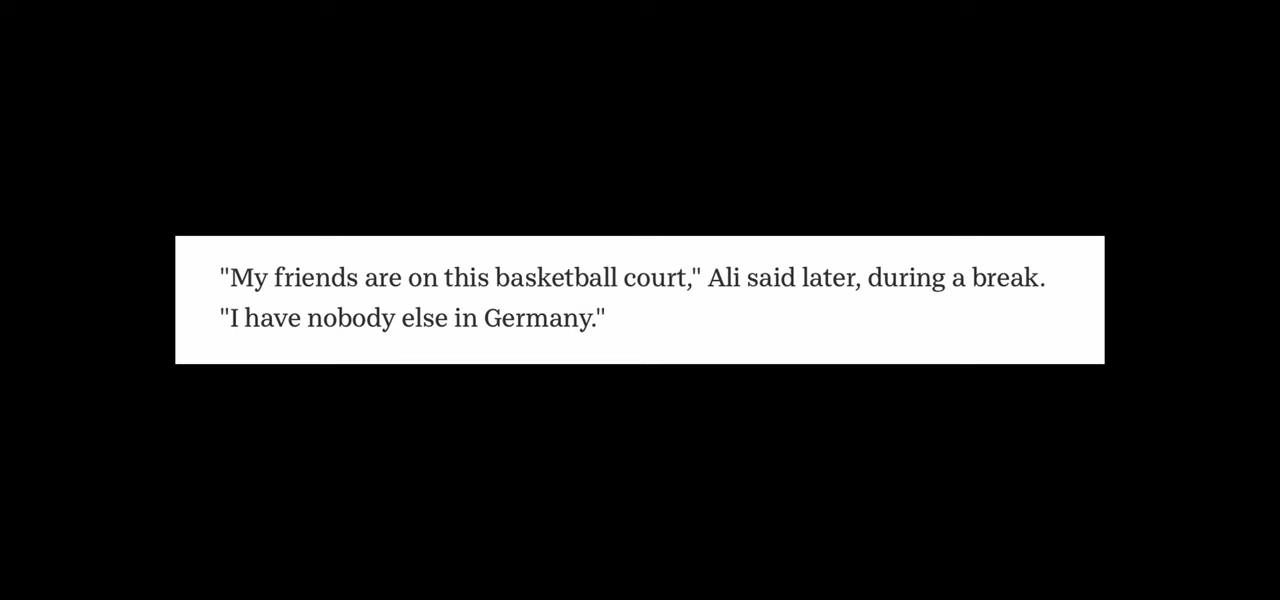 "My friends are on this basketball court," Ali said later, during a break.
"I have nobody else in Germany."